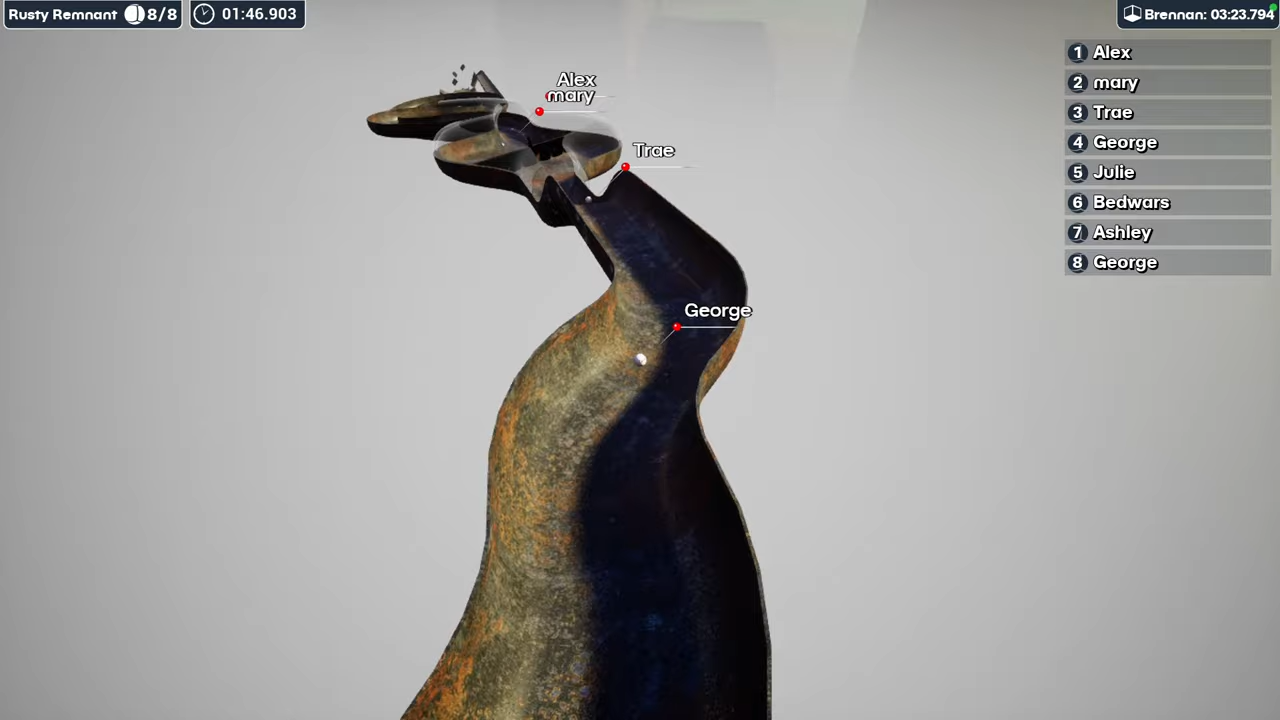 Rusty Remnant 8/8 01:46.903 Brennan: 03:23.794
1 Alex
2 mary
3 Trae
4 George
5 Julie
6 Bedwars
7 Ashley
8 George
Alex
mary
Trae
George